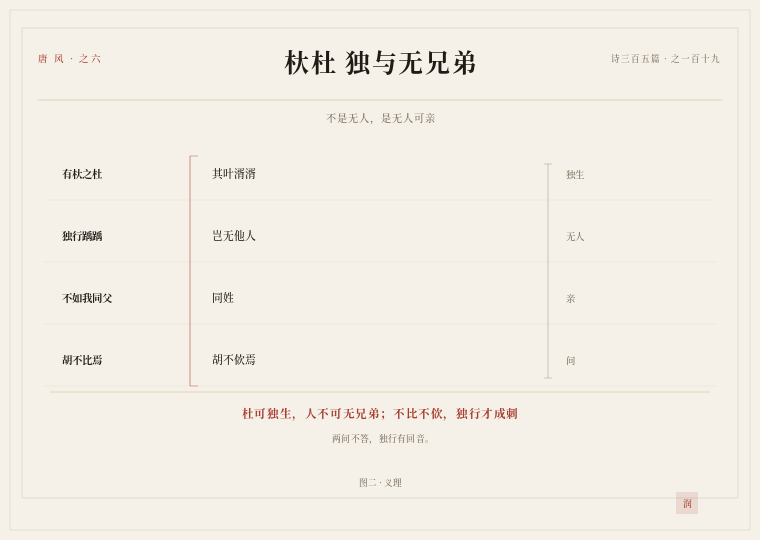 唐 风 · 之六
杕杜 独与无兄弟
诗三百五篇 · 之一百十九
不是无人，是无人可亲
有杕之杜 其叶湑湑 独生
独行踽踽 岂无他人 无人
不如我同父 同姓 亲
胡不比焉 胡不佽焉 问
杜可独生，人不可无兄弟；不比不佽，独行才成刺
两问不答，独行有回音。
图二 · 义理
润